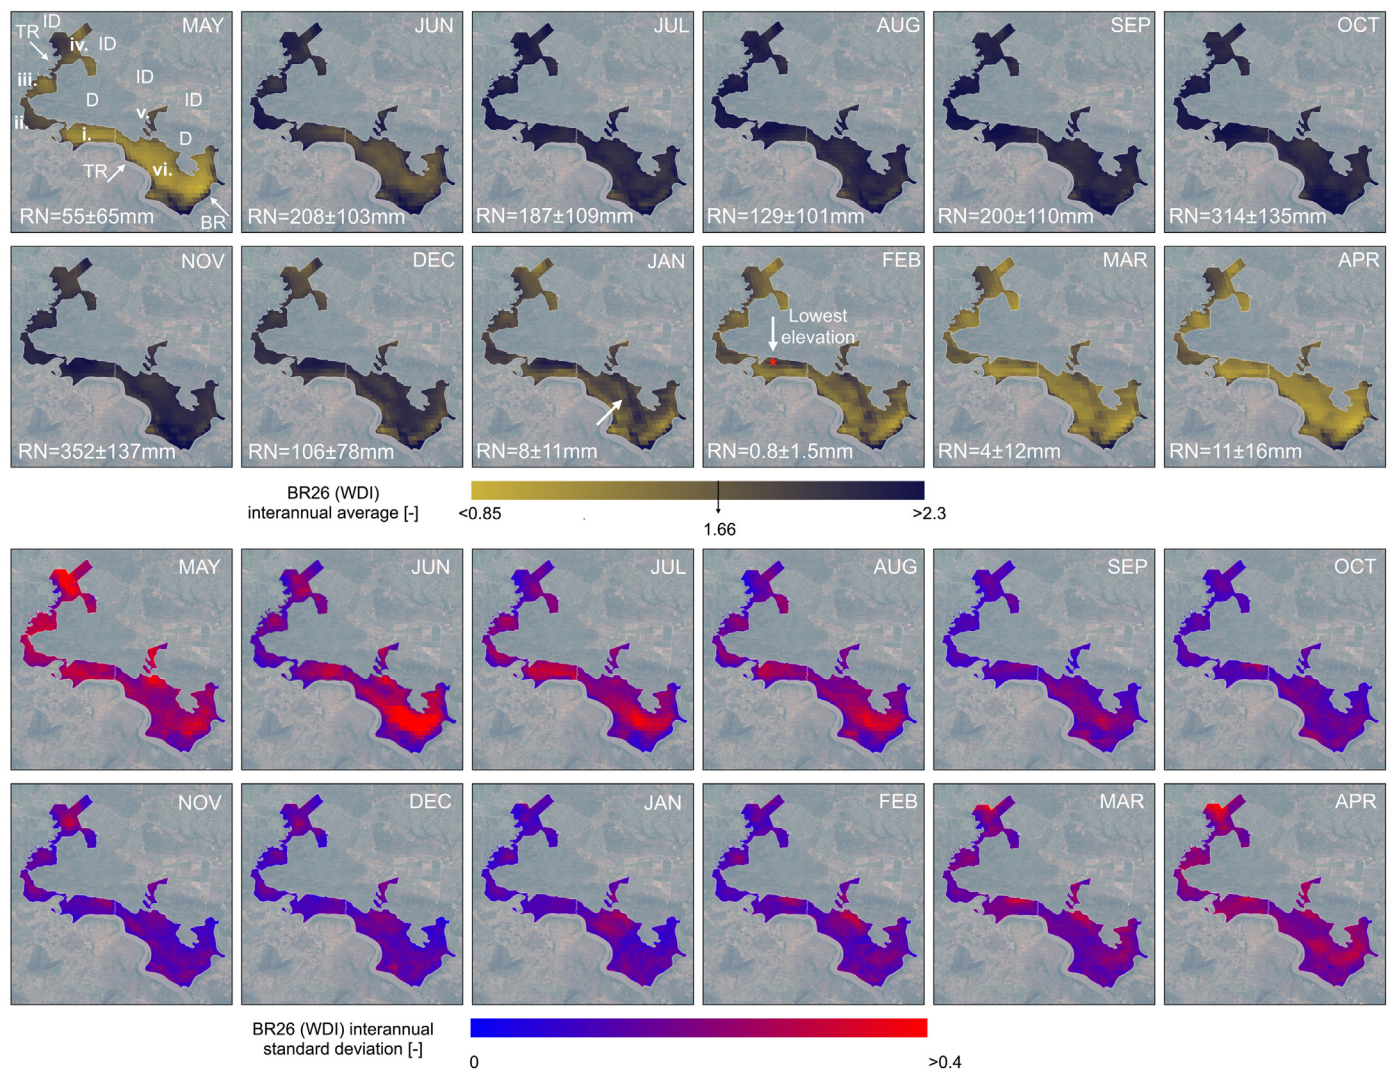 MAY
ID
TR
iv.
ID
iii.
ID
D
ID
v.
ii.
i.
D
TR
vi.
RN=55±65mm
BR
JUN
RN=208±103mm
JUL
RN=187±109mm
AUG
RN=129±101mm
SEP
RN=200±110mm
OCT
RN=314±135mm
NOV
RN=352±137mm
DEC
RN=106±78mm
JAN
RN=8±11mm
FEB
Lowest
elevation
RN=0.8±1.5mm
MAR
RN=4±12mm
APR
RN=11±16mm
BR26 (WDI)
interannual average [-]
<0.85
1.66
>2.3
MAY
JUN
JUL
AUG
SEP
OCT
NOV
DEC
JAN
FEB
MAR
APR
BR26 (WDI) interannual
standard deviation [-]
0
>0.4